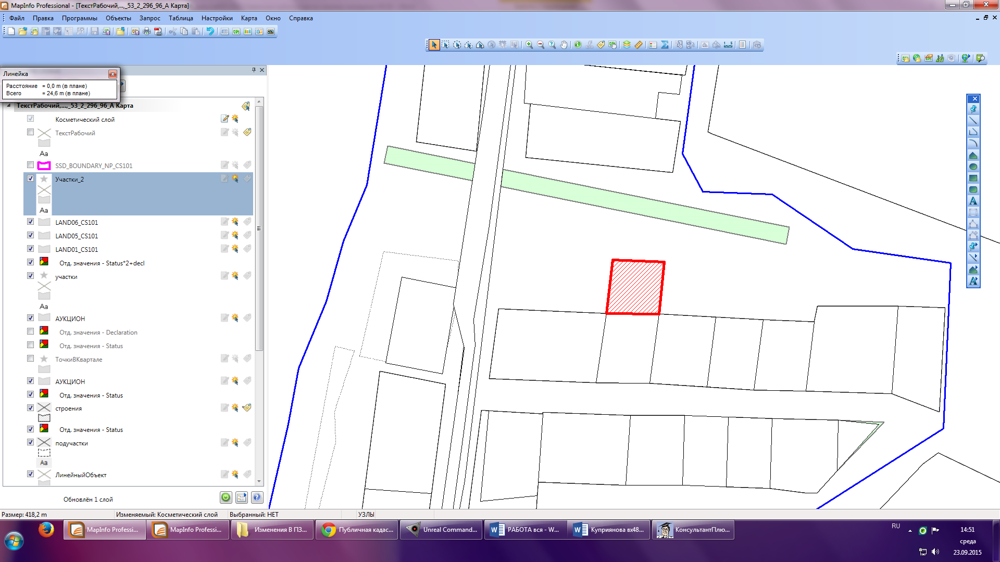 MapInfo Professional - [ТекстРабочий,...,_53_2_296_96_A Карта]
Файл Правка Программы Объекты Запрос Таблица Настройки Карта Окно Справка
Линейка
Расстояние = 0,0 m (в плане)
Всего = 24,6 m (в плане)
ТекстРабочий,...,_53_2_296_96_A Карта
Косметический слой
ТекстРабочий
Aa
SSD_BOUNDARY_NP_CS101
Участки_2
Aa
LAND06_CS101
LAND05_CS101
LAND01_CS101
Отд. значения - Status*2+decl
участки
Aa
АУКЦИОН
Отд. значения - Declaration
Отд. значения - Status
ТочкиВКвартале
АУКЦИОН
Отд. значения - Status
строения
Отд. значения - Status
подучастки
Aa
ЛинейныйОбъект
Обновлён 1 слой
Размер: 418,2 m Изменяемый: Косметический слой Выбранный: НЕТ УЗЛЫ
MapInfo Professi... MapInfo Professi... Изменения В ПЗ... Публичная кадас... Unreal Command... РАБОТА вся - W... Куприянова вх48... КонсультантПлю...
RU
14:51
среда
23.09.2015